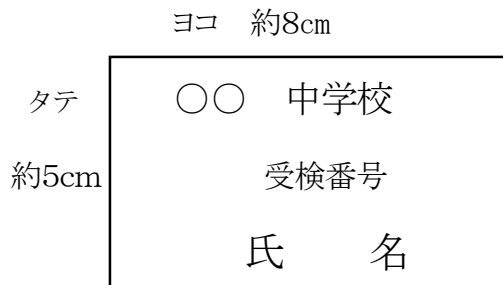 ヨコ　約8cm
タテ
約5cm
○○　中学校
受検番号
氏　　名